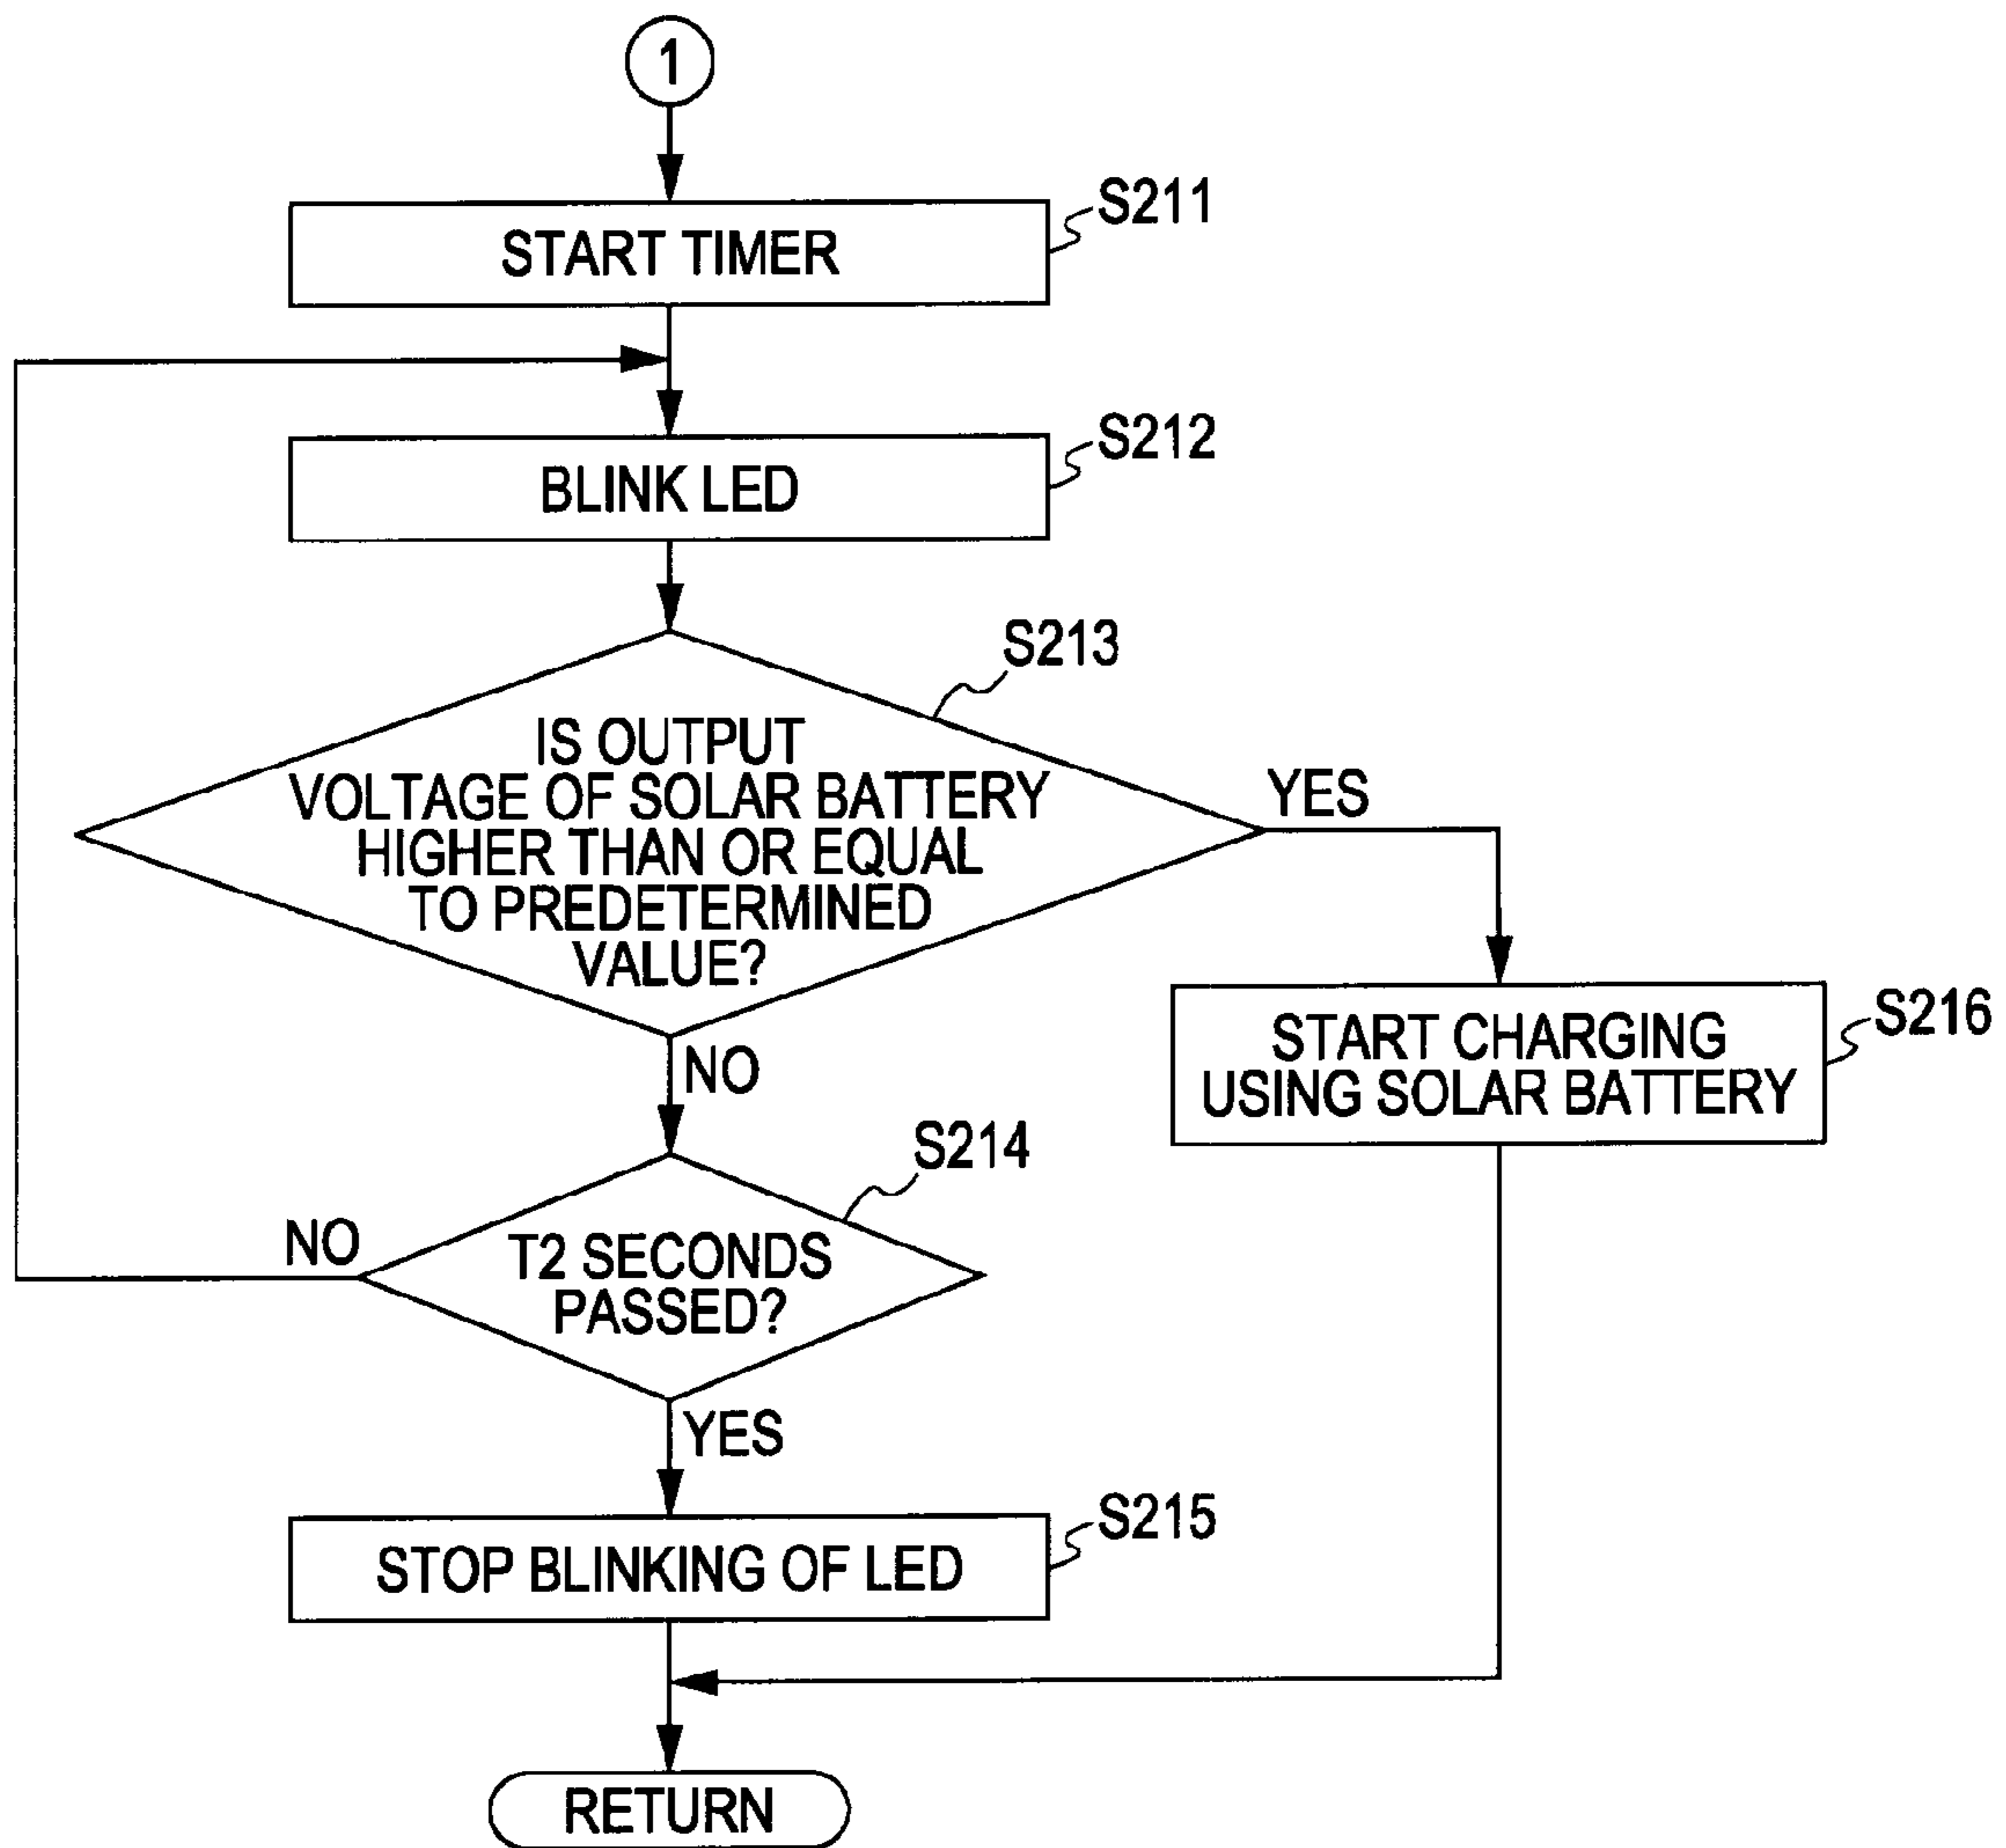 1
START TIMER
S211
BLINK LED
S212
S213
IS OUTPUT
VOLTAGE OF SOLAR BATTERY
HIGHER THAN OR EQUAL
TO PREDETERMINED
VALUE?
YES
NO
START CHARGING
USING SOLAR BATTERY
S216
S214
NO
T2 SECONDS
PASSED?
YES
STOP BLINKING OF LED
S215
RETURN